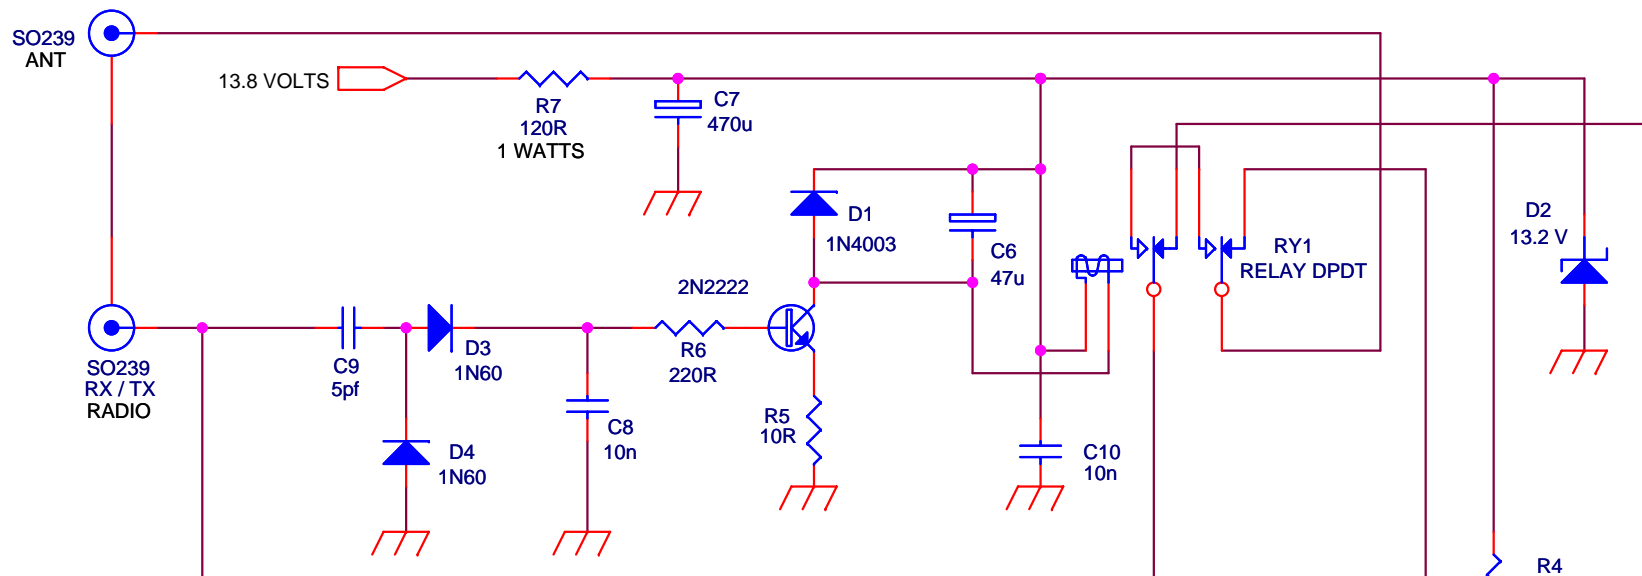 SO239
ANT
13.8 VOLTS
R7
120R
1 WATTS
C7
470u
D1
1N4003
C6
47u
RY1
RELAY DPDT
D2
13.2 V
2N2222
SO239
RX / TX
RADIO
C9
5pf
D3
1N60
R6
220R
D4
1N60
C8
10n
R5
10R
C10
10n
R4